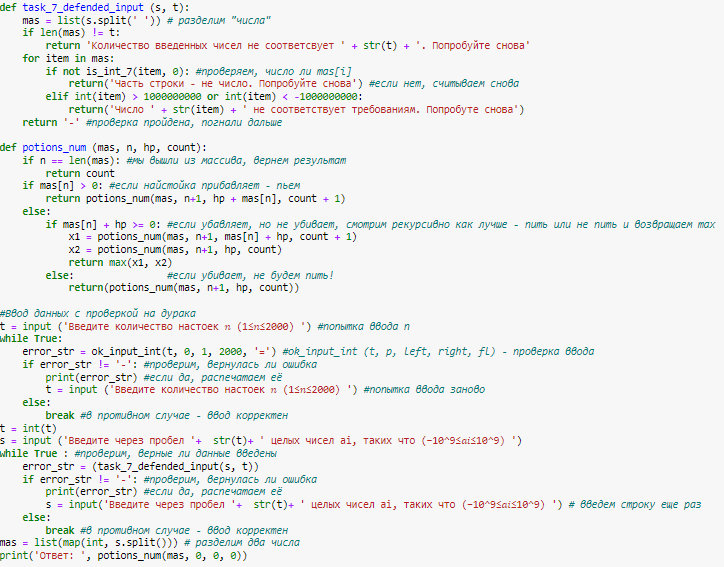 def task_7_defended_input (s, t):
    mas = list(s.split(' ')) # разделим "числа"
    if len(mas) != t:
        return 'Количество введенных чисел не соответсвует ' + str(t) + '. Попробуйте снова'
    for item in mas:
        if not is_int_7(item, 0): #проверяем, число ли mas[i]
            return('Часть строки - не число. Попробуйте снова') #если нет, считываем снова
        elif int(item) > 1000000000 or int(item) < -1000000000:
            return('Число ' + str(item) + ' не соответствует требованиям. Попробуте снова')
    return '-' #проверка пройдена, погнали дальше

def potions_num (mas, n, hp, count):
    if n == len(mas): #мы вышли из массива, вернем результат
        return count
    if mas[n] > 0: #если найстойка прибавляет - пьем
        return potions_num(mas, n+1, hp + mas[n], count + 1)
    else:
        if mas[n] + hp >= 0: #если убавляет, но не убивает, смотрим рекурсивно как лучше - пить или не пить и возвращаем max
            x1 = potions_num(mas, n+1, mas[n] + hp, count + 1)
            x2 = potions_num(mas, n+1, hp, count)
            return max(x1, x2)
        else:            #если убивает, не будем пить!
            return(potions_num(mas, n+1, hp, count))

#Ввод данных с проверкой на дурака
t = input ('Введите количество настоек 𝑛 (1≤𝑛≤2000) ') #попытка ввода n
while True:
    error_str = ok_input_int(t, 0, 1, 2000, '=') #ok_input_int (t, p, left, right, fl) - проверка ввода
    if error_str != '-': #проверим, вернулась ли ошибка
        print(error_str) #если да, распечатаем её
        t = input ('Введите количество настоек 𝑛 (1≤𝑛≤2000) ') #попытка ввода заново
    else:
        break #в противном случае - ввод корректен
t = int(t)
s = input ('Введите через пробел '+  str(t)+ ' целых чисел ai, таких что (−10^9≤𝑎𝑖≤10^9) ')
while True : #проверим, верные ли данные введены
    error_str = (task_7_defended_input(s, t))
    if error_str != '-': #проверим, вернулась ли ошибка
        print(error_str) #если да, распечатаем её
        s = input('Введите через пробел '+  str(t)+ ' целых чисел ai, таких что (−10^9≤𝑎𝑖≤10^9) ') # введем строку еще раз
    else:
        break #в противном случае - ввод корректен
mas = list(map(int, s.split())) # разделим два числа
print('Ответ: ', potions_num(mas, 0, 0, 0))